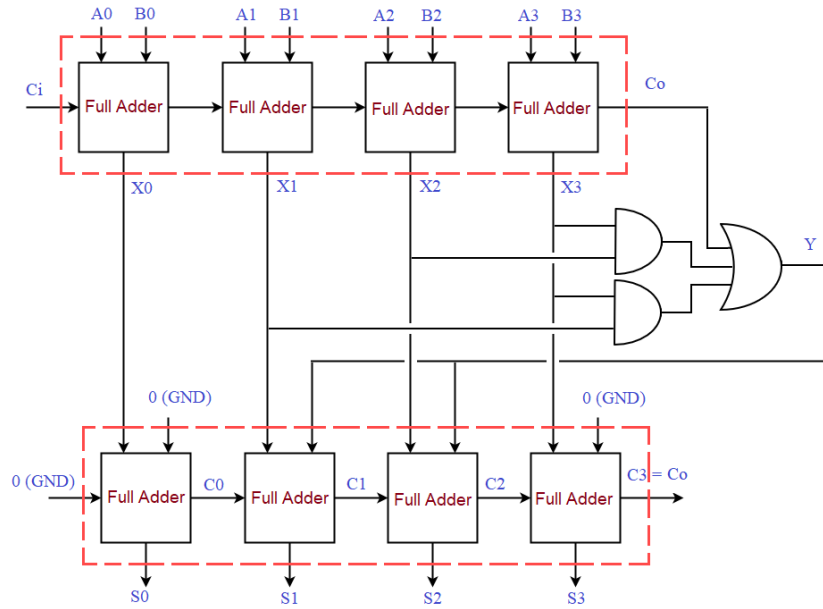 A0 B0 A1 B1 A2 B2 A3 B3
Ci Full Adder Full Adder Full Adder Full Adder Co
X0 X1 X2 X3
Y
0 (GND) 0 (GND)
0 (GND) Full Adder C0 Full Adder C1 Full Adder C2 Full Adder C3 = Co
S0 S1 S2 S3